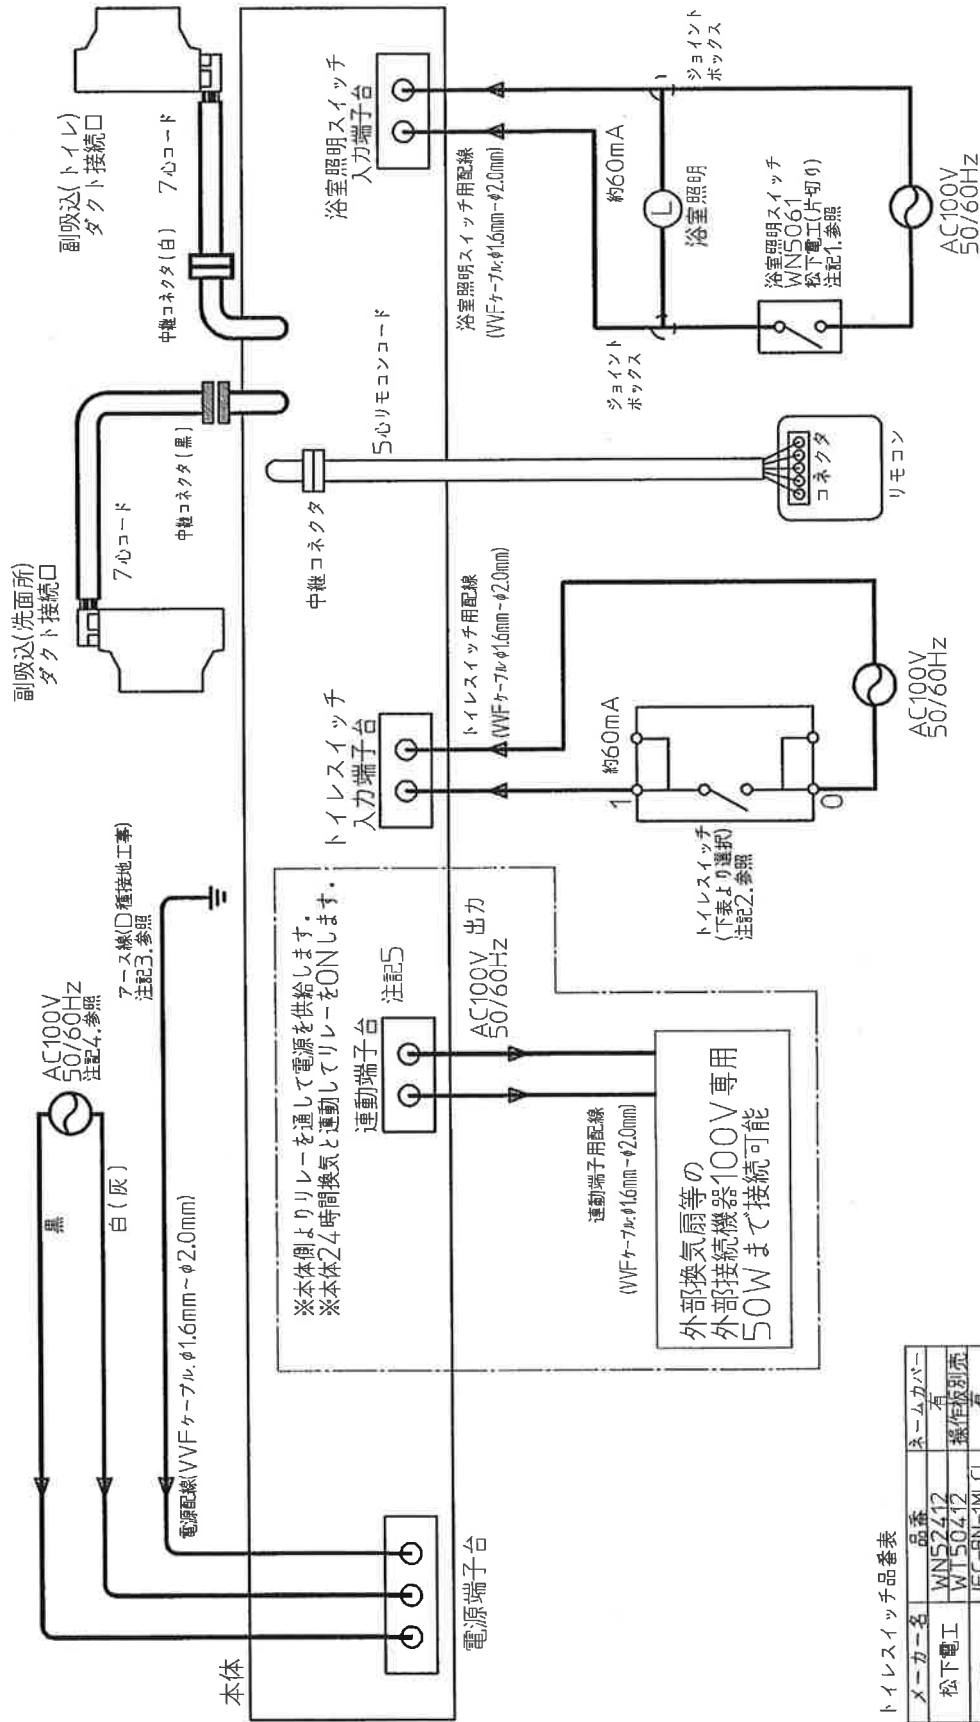 本体
電源端子台
黒
白(灰)
AC100V
50/60Hz
注記4.参照
アース線(D種接地工事)
注記3.参照
電源配線(VVFケーブル.φ1.6mm~φ2.0mm)
※本体側よりリレーを通して電源を供給します.
※本体24時間換気と連動してリレーをONします.
連動端子台
注記5
AC100V 出力
50/60Hz
連動端子用配線
(VVFケーブル:φ1.6mm~φ2.0mm)
外部換気扇等の
外部接続機器100V専用
50Wまで接続可能
トイレスイッチ
入力端子台
トイレスイッチ用配線
(VVFケーブルφ1.6mm~φ2.0mm)
約60mA
1
0
トイレスイッチ
(下表より選択)
注記2.参照
AC100V
50/60Hz
副吸込(洗面所)
ダクト接続口
7心コード
中継コネクタ(黒)
中継コネクタ
5心リモコンコード
コネクタ
リモコン
副吸込(トイレ)
ダクト接続口
7心コード
中継コネクタ(白)
浴室照明スイッチ
入力端子台
浴室照明スイッチ用配線
(VVFケーブル:φ1.6mm~φ2.0mm)
約60mA
ジョイント
ボックス
ジョイント
ボックス
L
浴室照明
浴室照明スイッチ
WN5061
松下電工(片切り)
注記1.参照
AC100V
50/60Hz
トイレスイッチ品番表
メーカー名 品番 ネームカバー
松下電工 WN52412 有
WT50412 操作板別売